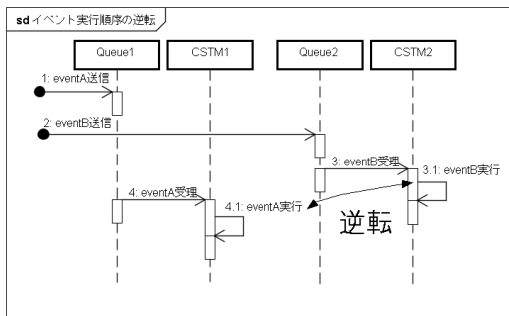 sd イベント実行順序の逆転
Queue1
CSTM1
Queue2
CSTM2
1: eventA送信
2: eventB送信
3: eventB受理
3.1: eventB実行
4: eventA受理
4.1: eventA実行
逆転